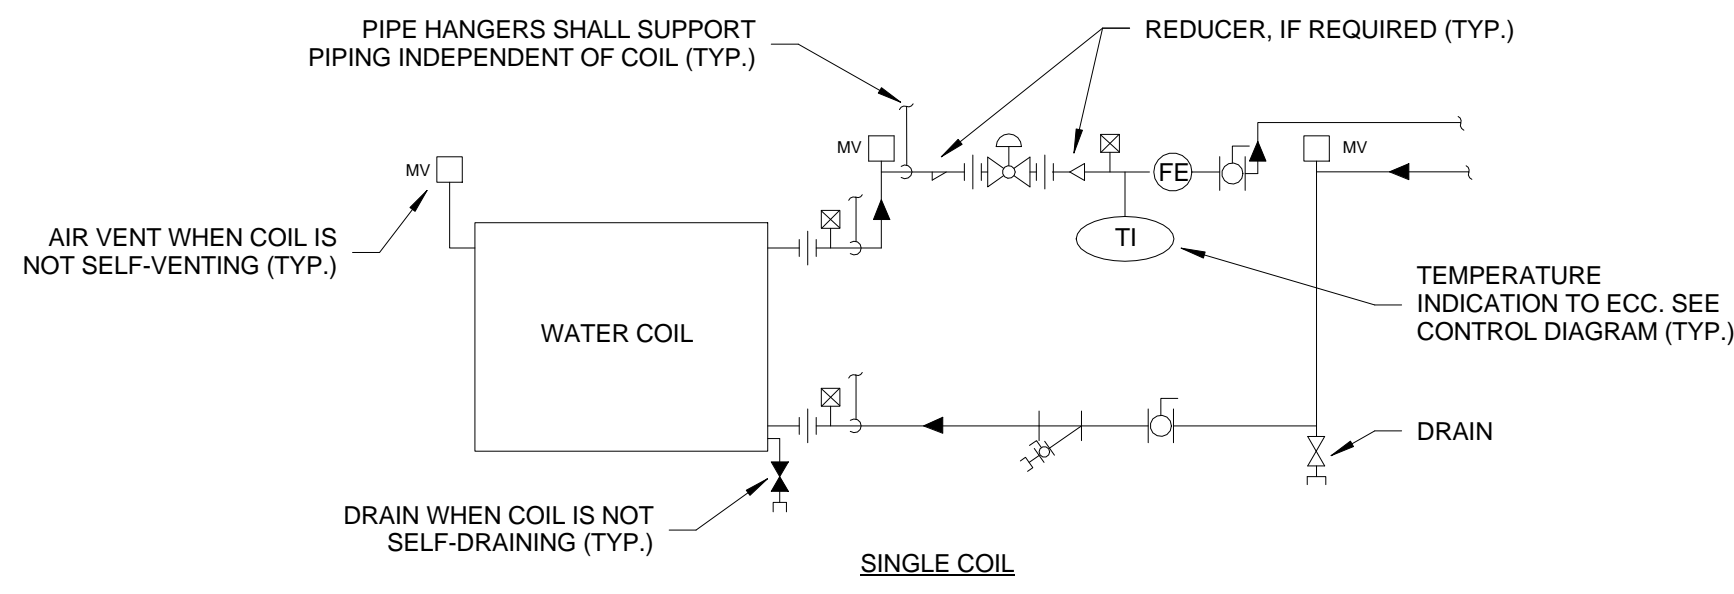 PIPE HANGERS SHALL SUPPORT
PIPING INDEPENDENT OF COIL (TYP.)
REDUCER, IF REQUIRED (TYP.)
MV
MV
MV
FE
TI
AIR VENT WHEN COIL IS
NOT SELF-VENTING (TYP.)
TEMPERATURE
INDICATION TO ECC. SEE
CONTROL DIAGRAM (TYP.)
WATER COIL
DRAIN
DRAIN WHEN COIL IS NOT
SELF-DRAINING (TYP.)
SINGLE COIL